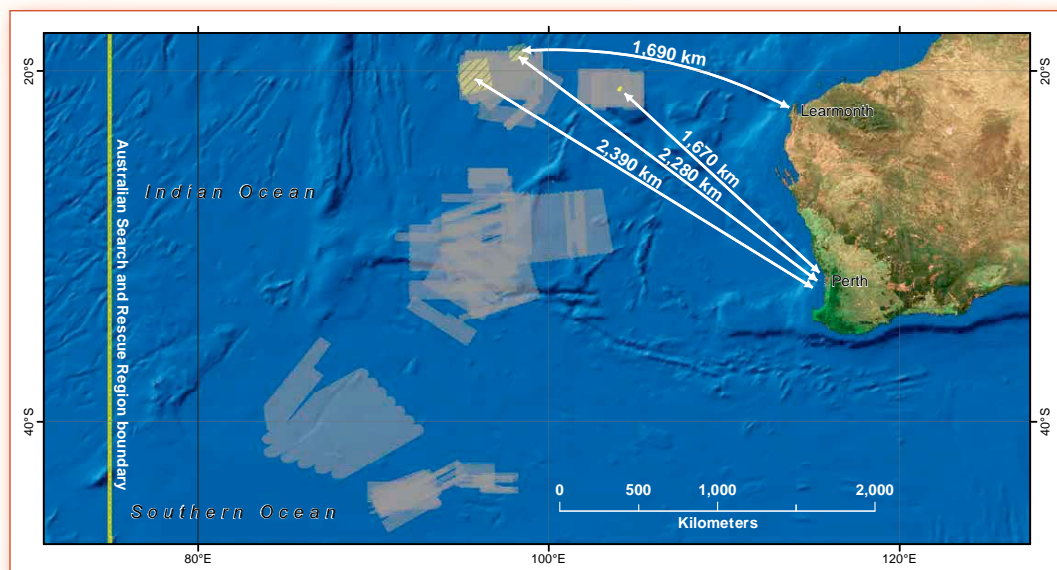 20°S
20°S
1,690 km
Learmonth
1,670 km
2,280 km
2,390 km
Indian Ocean
Australian Search and Rescue Region boundary
Perth
40°S
40°S
0 500 1,000 2,000
Kilometers
Southern Ocean
80°E 100°E 120°E